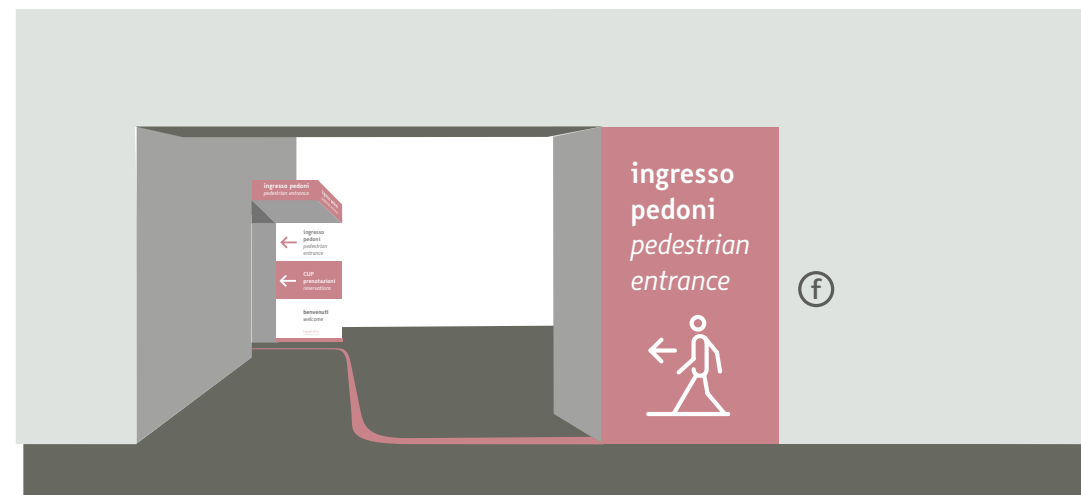 ingresso pedoni
pedestrian entrance
ingresso
pedoni
pedestrian
entrance
CUP
prenotazioni
reservations
benvenuti
welcome
ingresso
pedoni
pedestrian
entrance
f